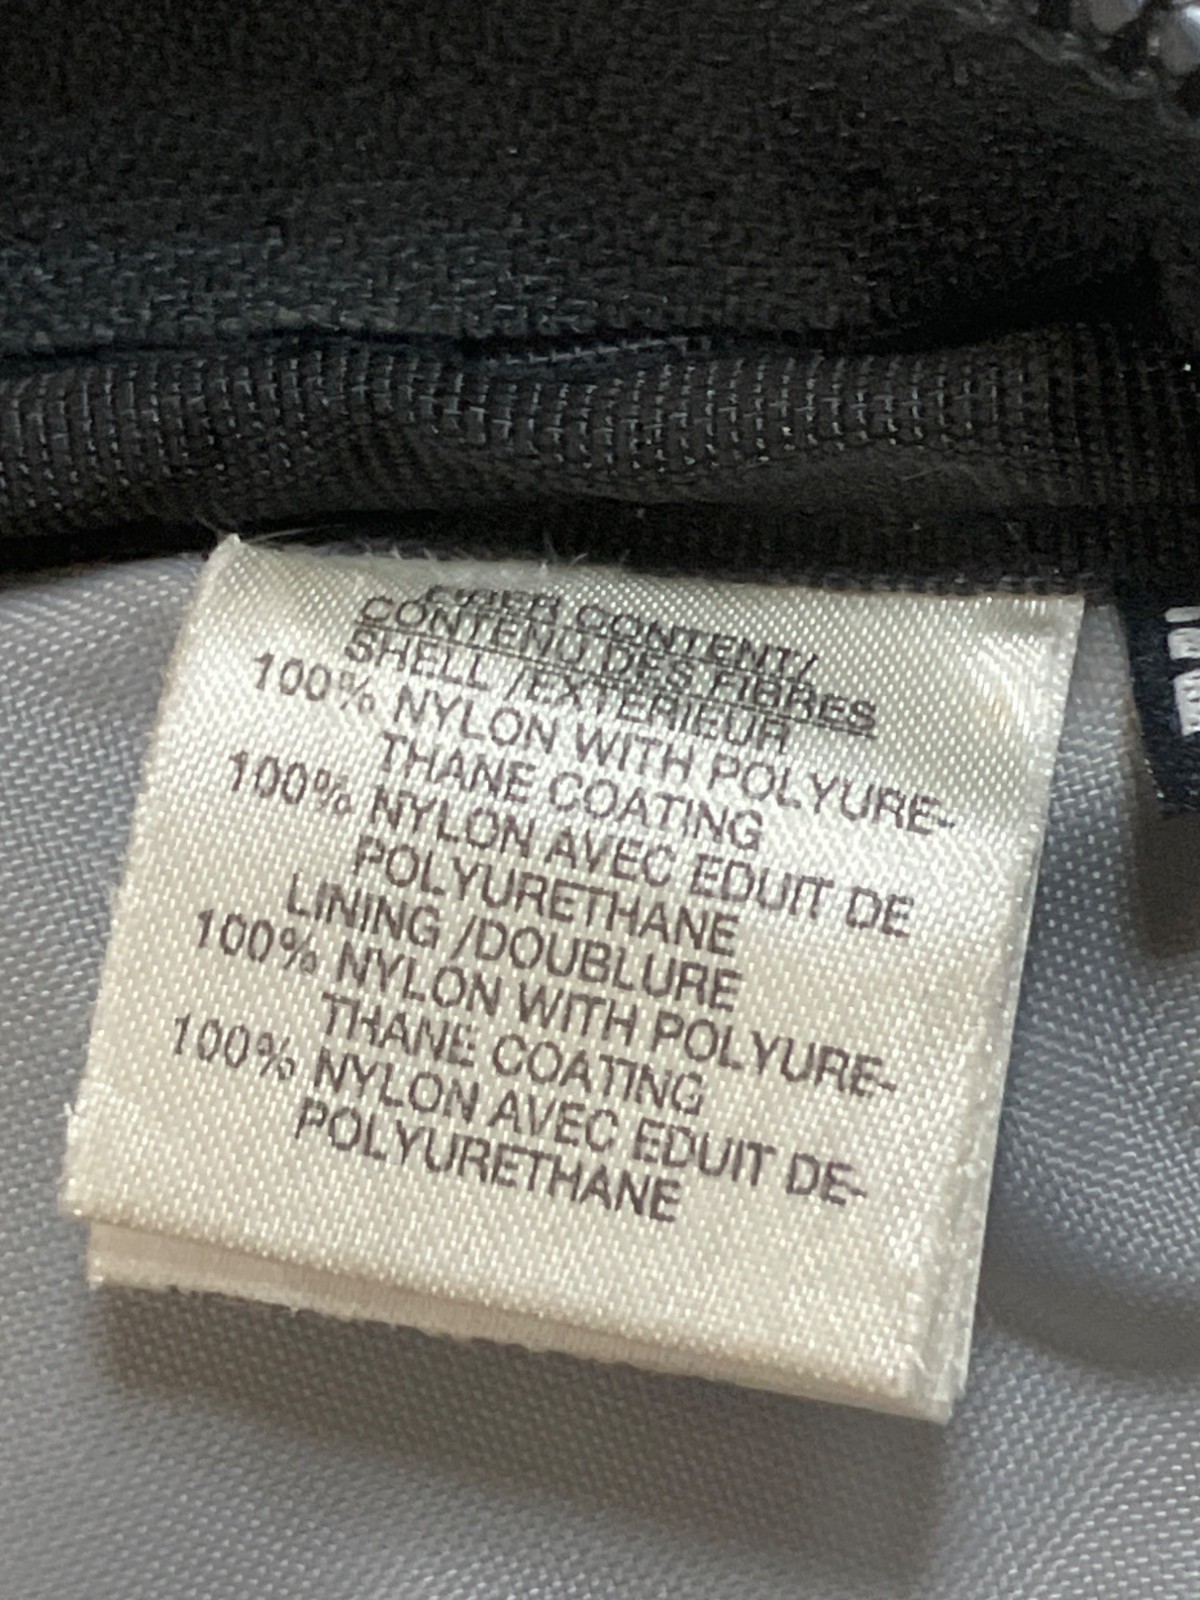 FIBER CONTENT/
CONTENU DES FIBRES
SHELL /EXTERIEUR
100% NYLON WITH POLYURE-
THANE COATING
100% NYLON AVEC EDUIT DE
POLYURETHANE
LINING /DOUBLURE
100% NYLON WITH POLYURE-
THANE COATING
100% NYLON AVEC EDUIT DE-
POLYURETHANE